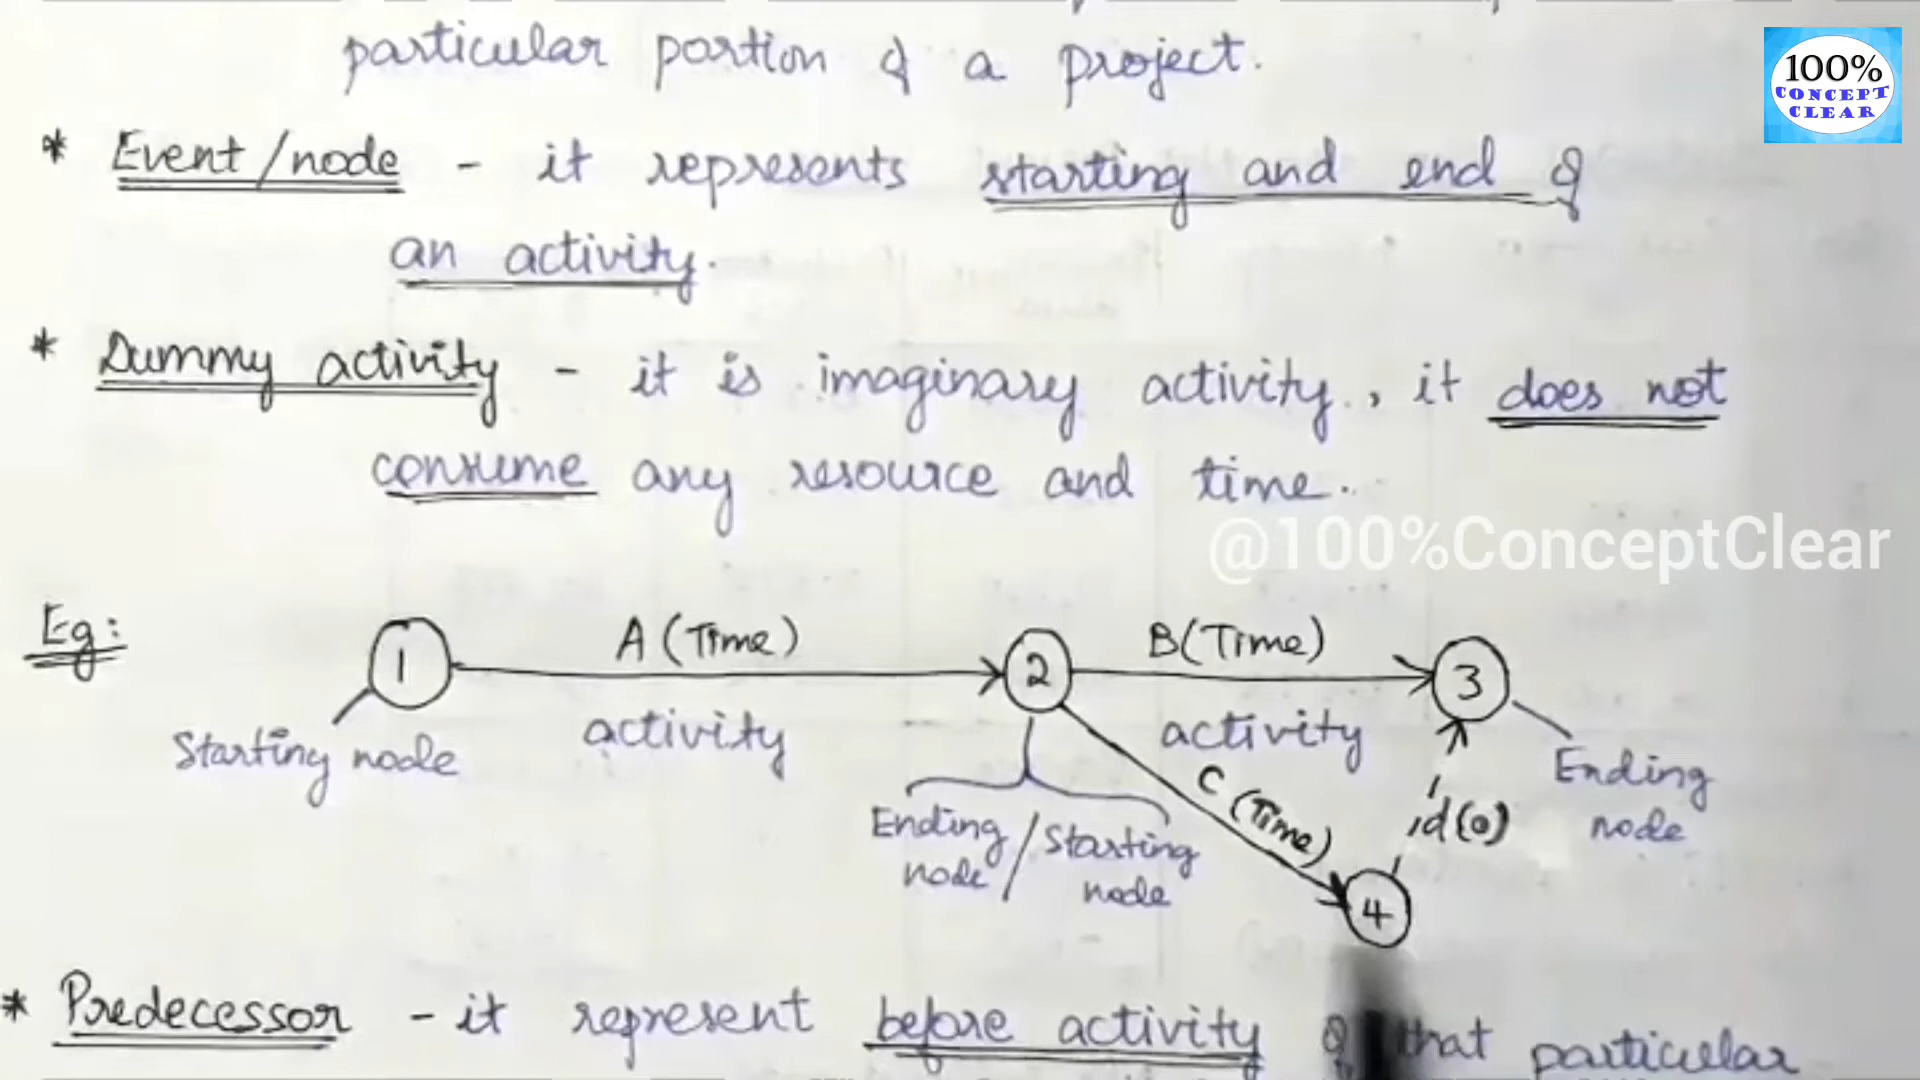 particular portion of a project.
100%
CONCEPT
CLEAR
* Event/node - it represents starting and end of
an activity.
* Dummy activity - it is imaginary activity, it does not
consume any resource and time.
@100%ConceptClear
Eg:
1 A (Time) 2 B (Time) 3
Starting node activity activity Ending
node
C (Time) d(0)
Ending / Starting
node node
4
* Predecessor - it represent before activity of that particular